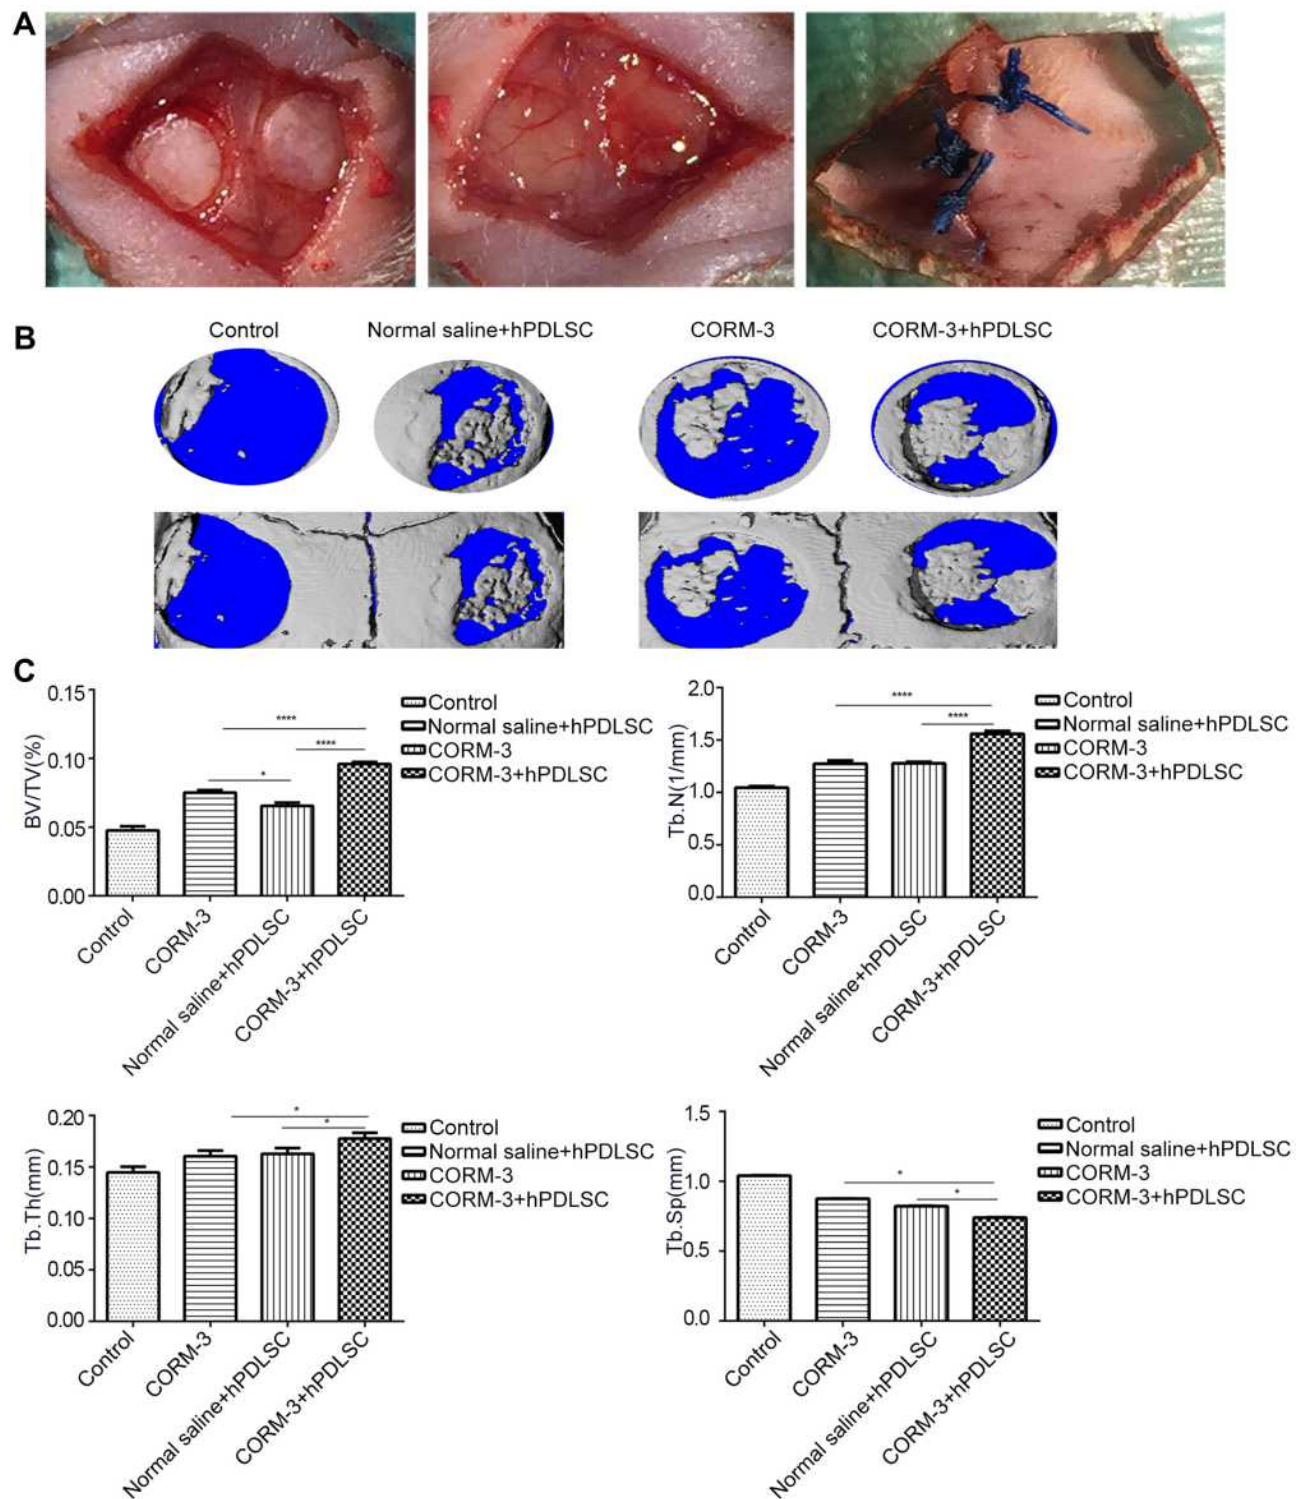 A
B
Control
Normal saline+hPDLSC
CORM-3
CORM-3+hPDLSC
C
BV/TV(%)
0.15
0.10
0.05
0.00
****
****
*
Control
CORM-3
Normal saline+hPDLSC
CORM-3+hPDLSC
Control
Normal saline+hPDLSC
CORM-3
CORM-3+hPDLSC
Tb.N(1/mm)
2.0
1.5
1.0
0.5
0.0
****
****
Control
CORM-3
Normal saline+hPDLSC
CORM-3+hPDLSC
Control
Normal saline+hPDLSC
CORM-3
CORM-3+hPDLSC
Tb.Th(mm)
0.20
0.15
0.10
0.05
0.00
*
*
Control
CORM-3
Normal saline+hPDLSC
CORM-3+hPDLSC
Control
Normal saline+hPDLSC
CORM-3
CORM-3+hPDLSC
Tb.Sp(mm)
1.5
1.0
0.5
0.0
*
*
Control
CORM-3
Normal saline+hPDLSC
CORM-3+hPDLSC
Control
Normal saline+hPDLSC
CORM-3
CORM-3+hPDLSC